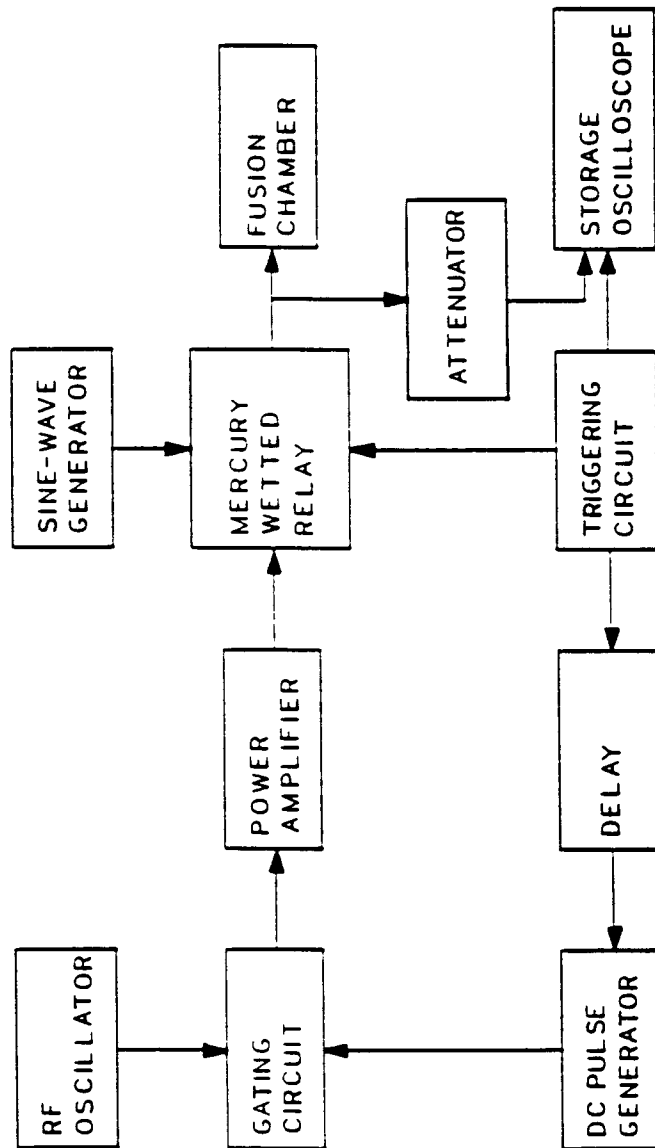 RF
OSCILLATOR
SINE-WAVE
GENERATOR
GATING
CIRCUIT
POWER
AMPLIFIER
MERCURY
WETTED
RELAY
FUSION
CHAMBER
ATTENUATOR
DC PULSE
GENERATOR
DELAY
TRIGGERING
CIRCUIT
STORAGE
OSCILLOSCOPE